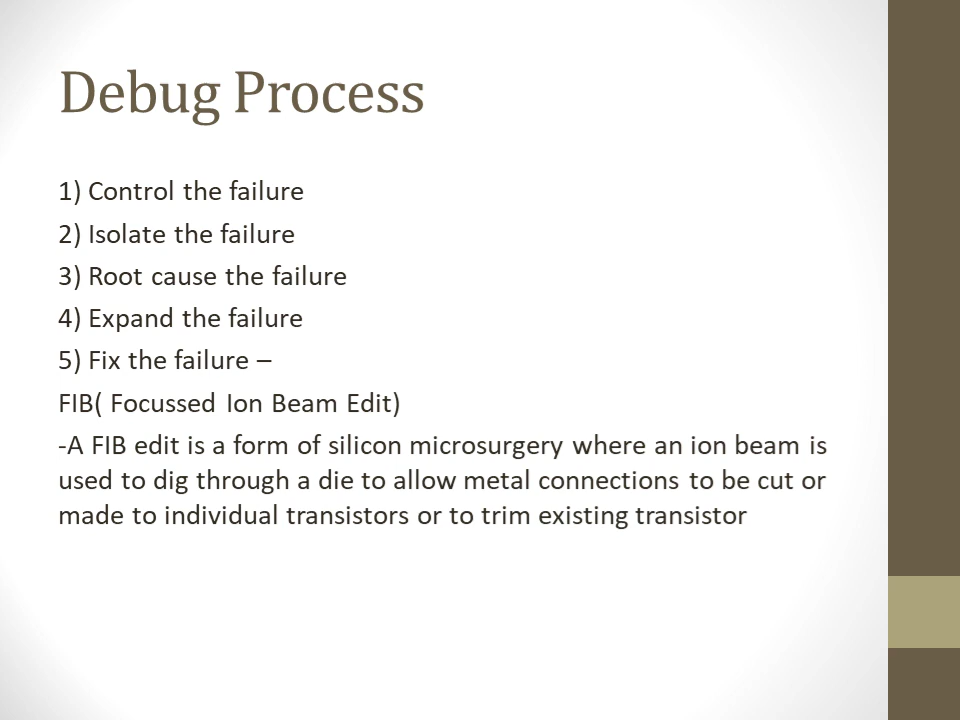 Debug Process
1) Control the failure
2) Isolate the failure
3) Root cause the failure
4) Expand the failure
5) Fix the failure –
FIB( Focussed Ion Beam Edit)
-A FIB edit is a form of silicon microsurgery where an ion beam is
used to dig through a die to allow metal connections to be cut or
made to individual transistors or to trim existing transistor